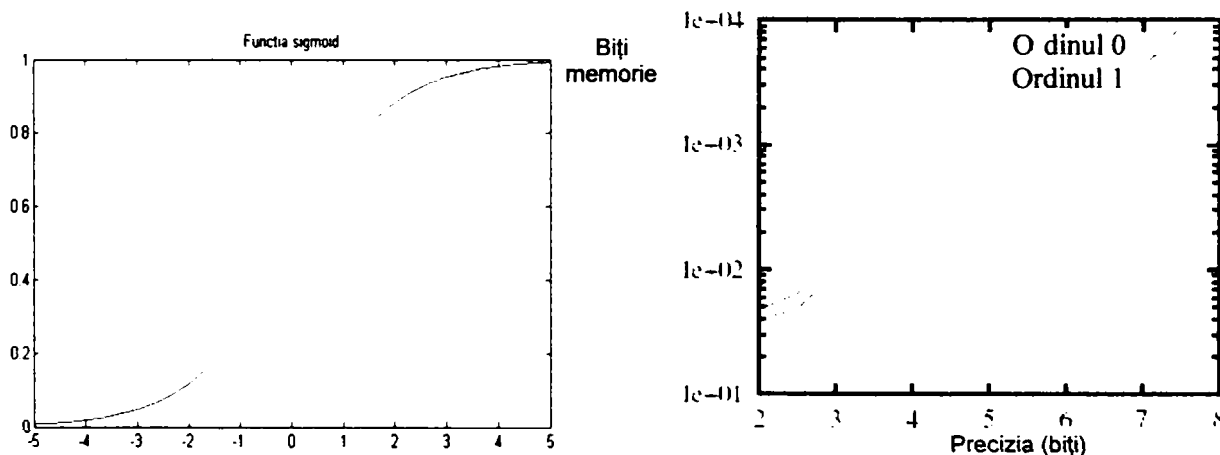 Functia sigmoid
1
0.8
0.6
0.4
0.2
0
-5 -4 -3 -2 -1 0 1 2 3 4 5
Biți
memorie
1e+04
1e+03
1e+02
1e+01
O dinul 0
Ordinul 1
2 3 4 5 6 7 8
Precizia (biți)